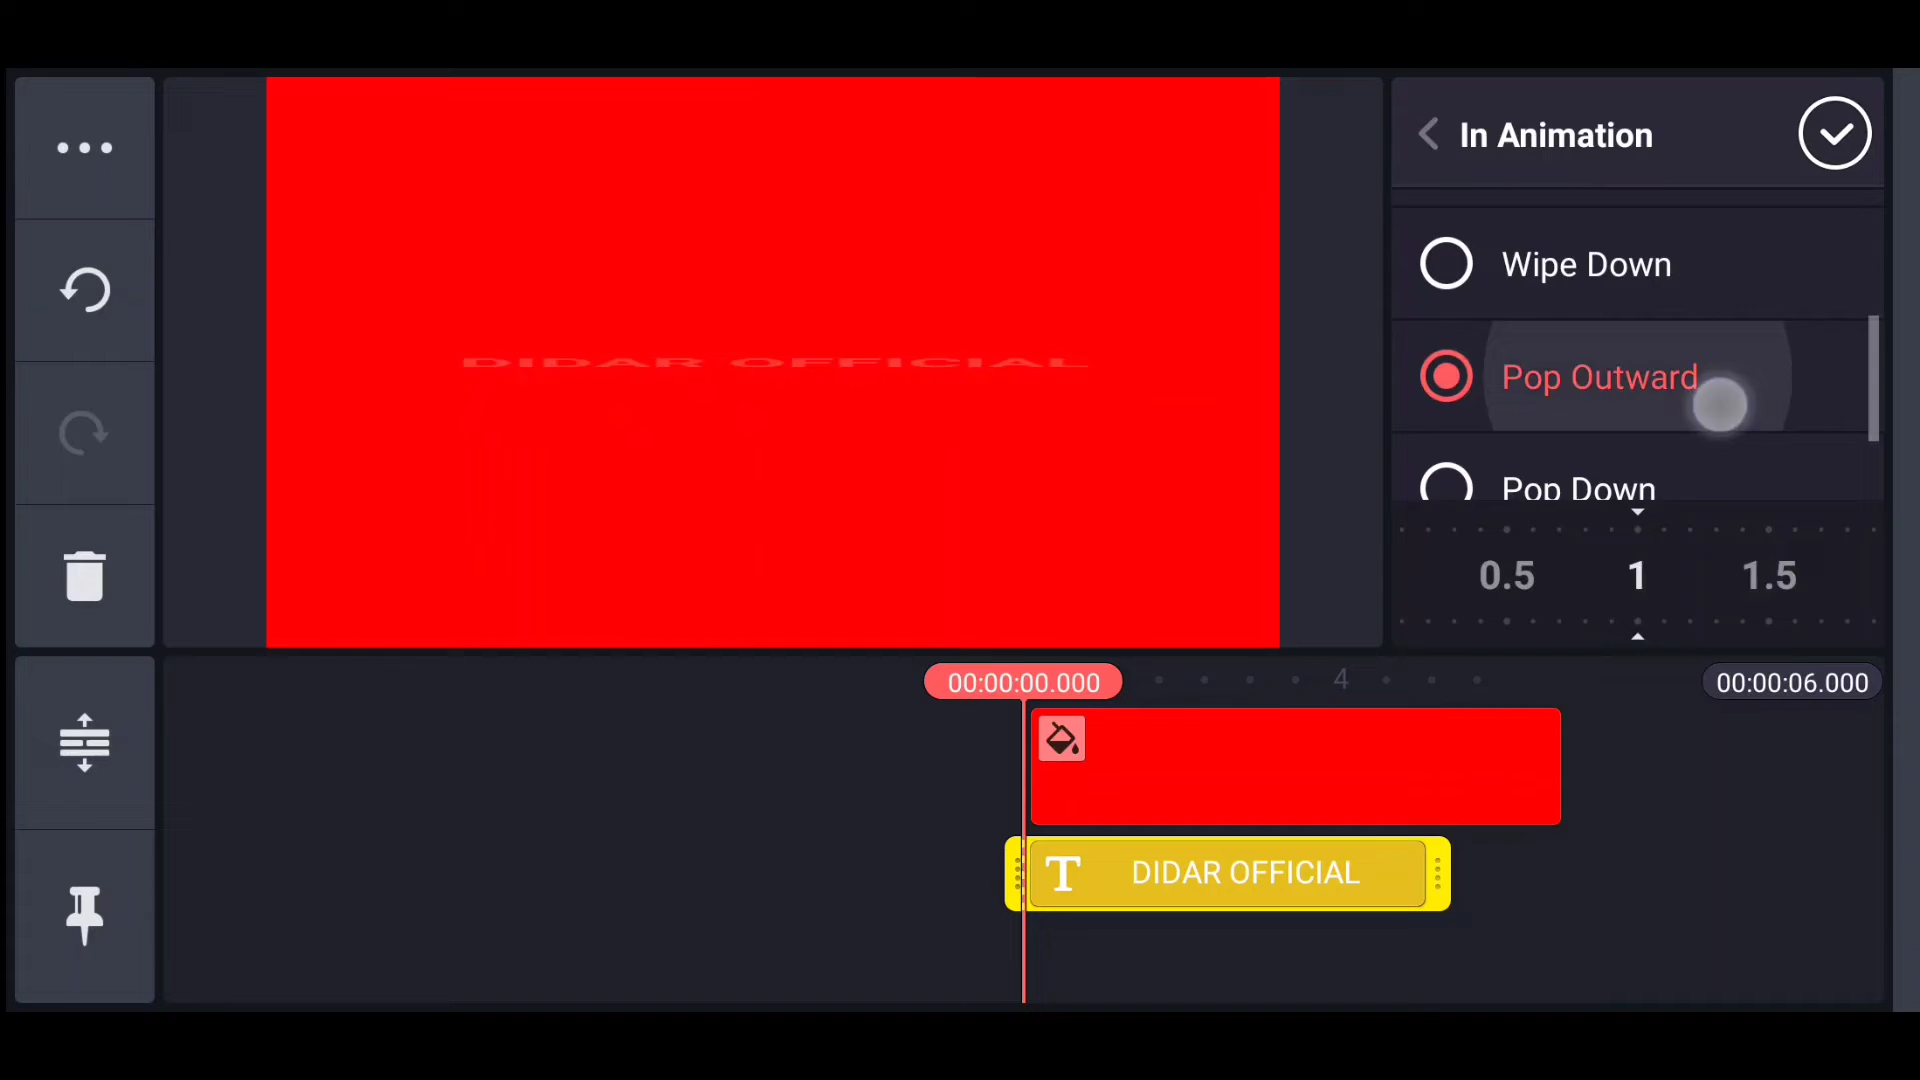 In Animation
Wipe Down
DIDAR OFFICIAL
Pop Outward
Pop Down
0.5 1 1.5
00:00:00.000 4 00:00:06.000
T DIDAR OFFICIAL